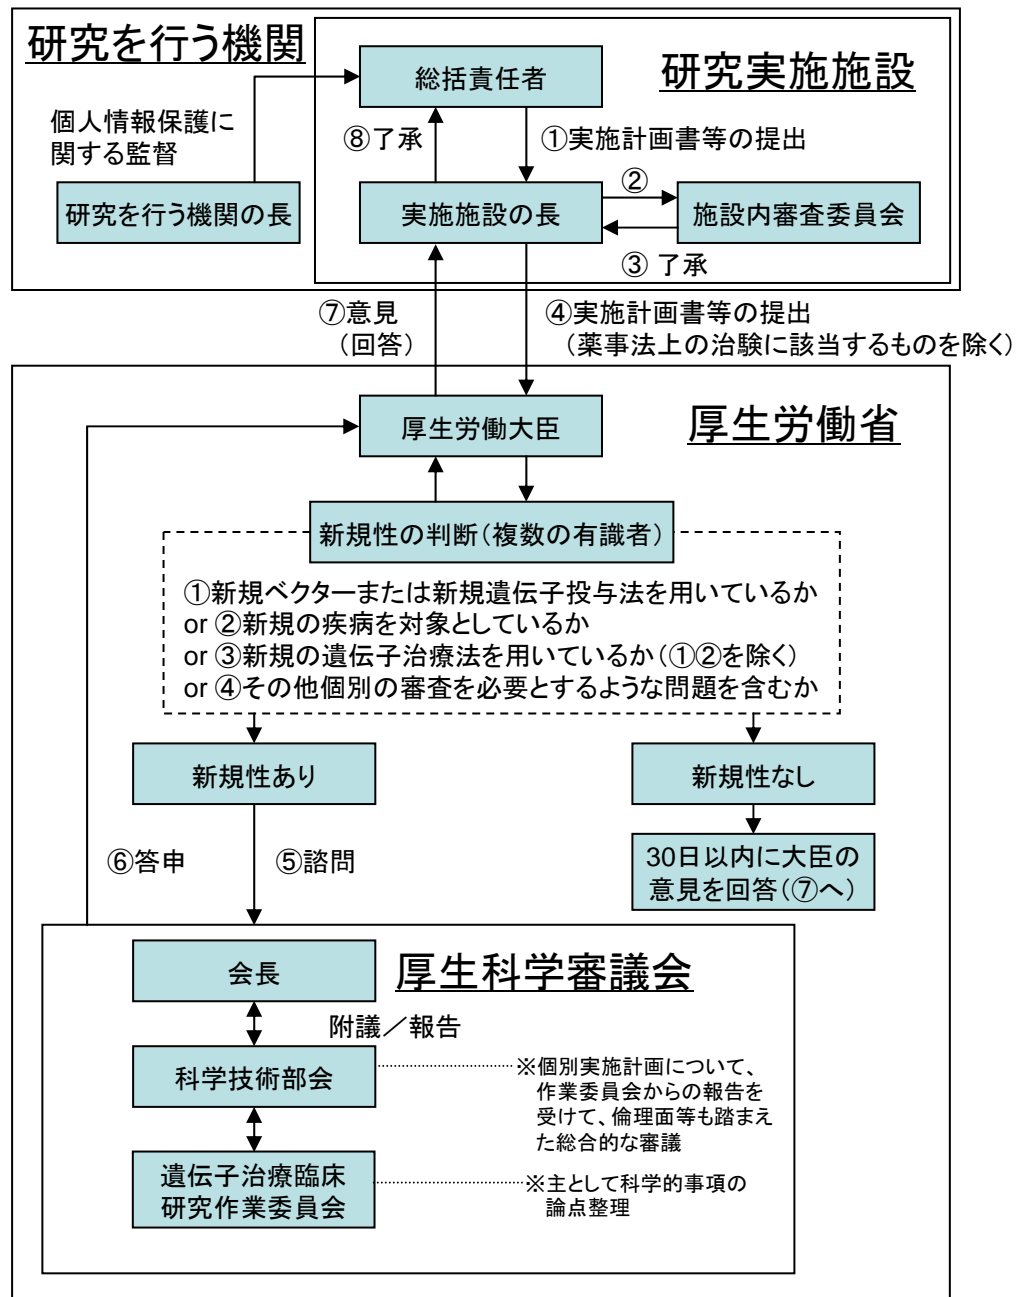 研究を行う機関
研究実施施設
総括責任者
個人情報保護に
関する監督
⑧了承
①実施計画書等の提出
②
研究を行う機関の長
実施施設の長
施設内審査委員会
③ 了承
⑦意見
（回答）
④実施計画書等の提出
（薬事法上の治験に該当するものを除く）
厚生労働省
厚生労働大臣
新規性の判断（複数の有識者）
①新規ベクターまたは新規遺伝子投与法を用いているか
or ②新規の疾病を対象としているか
or ③新規の遺伝子治療法を用いているか（①②を除く）
or ④その他個別の審査を必要とするような問題を含むか
新規性あり
新規性なし
⑥答申
⑤諮問
30日以内に大臣の
意見を回答（⑦へ）
厚生科学審議会
会長
附議／報告
科学技術部会
※個別実施計画について、
作業委員会からの報告を
受けて、倫理面等も踏まえ
た総合的な審議
遺伝子治療臨床
研究作業委員会
※主として科学的事項の
論点整理